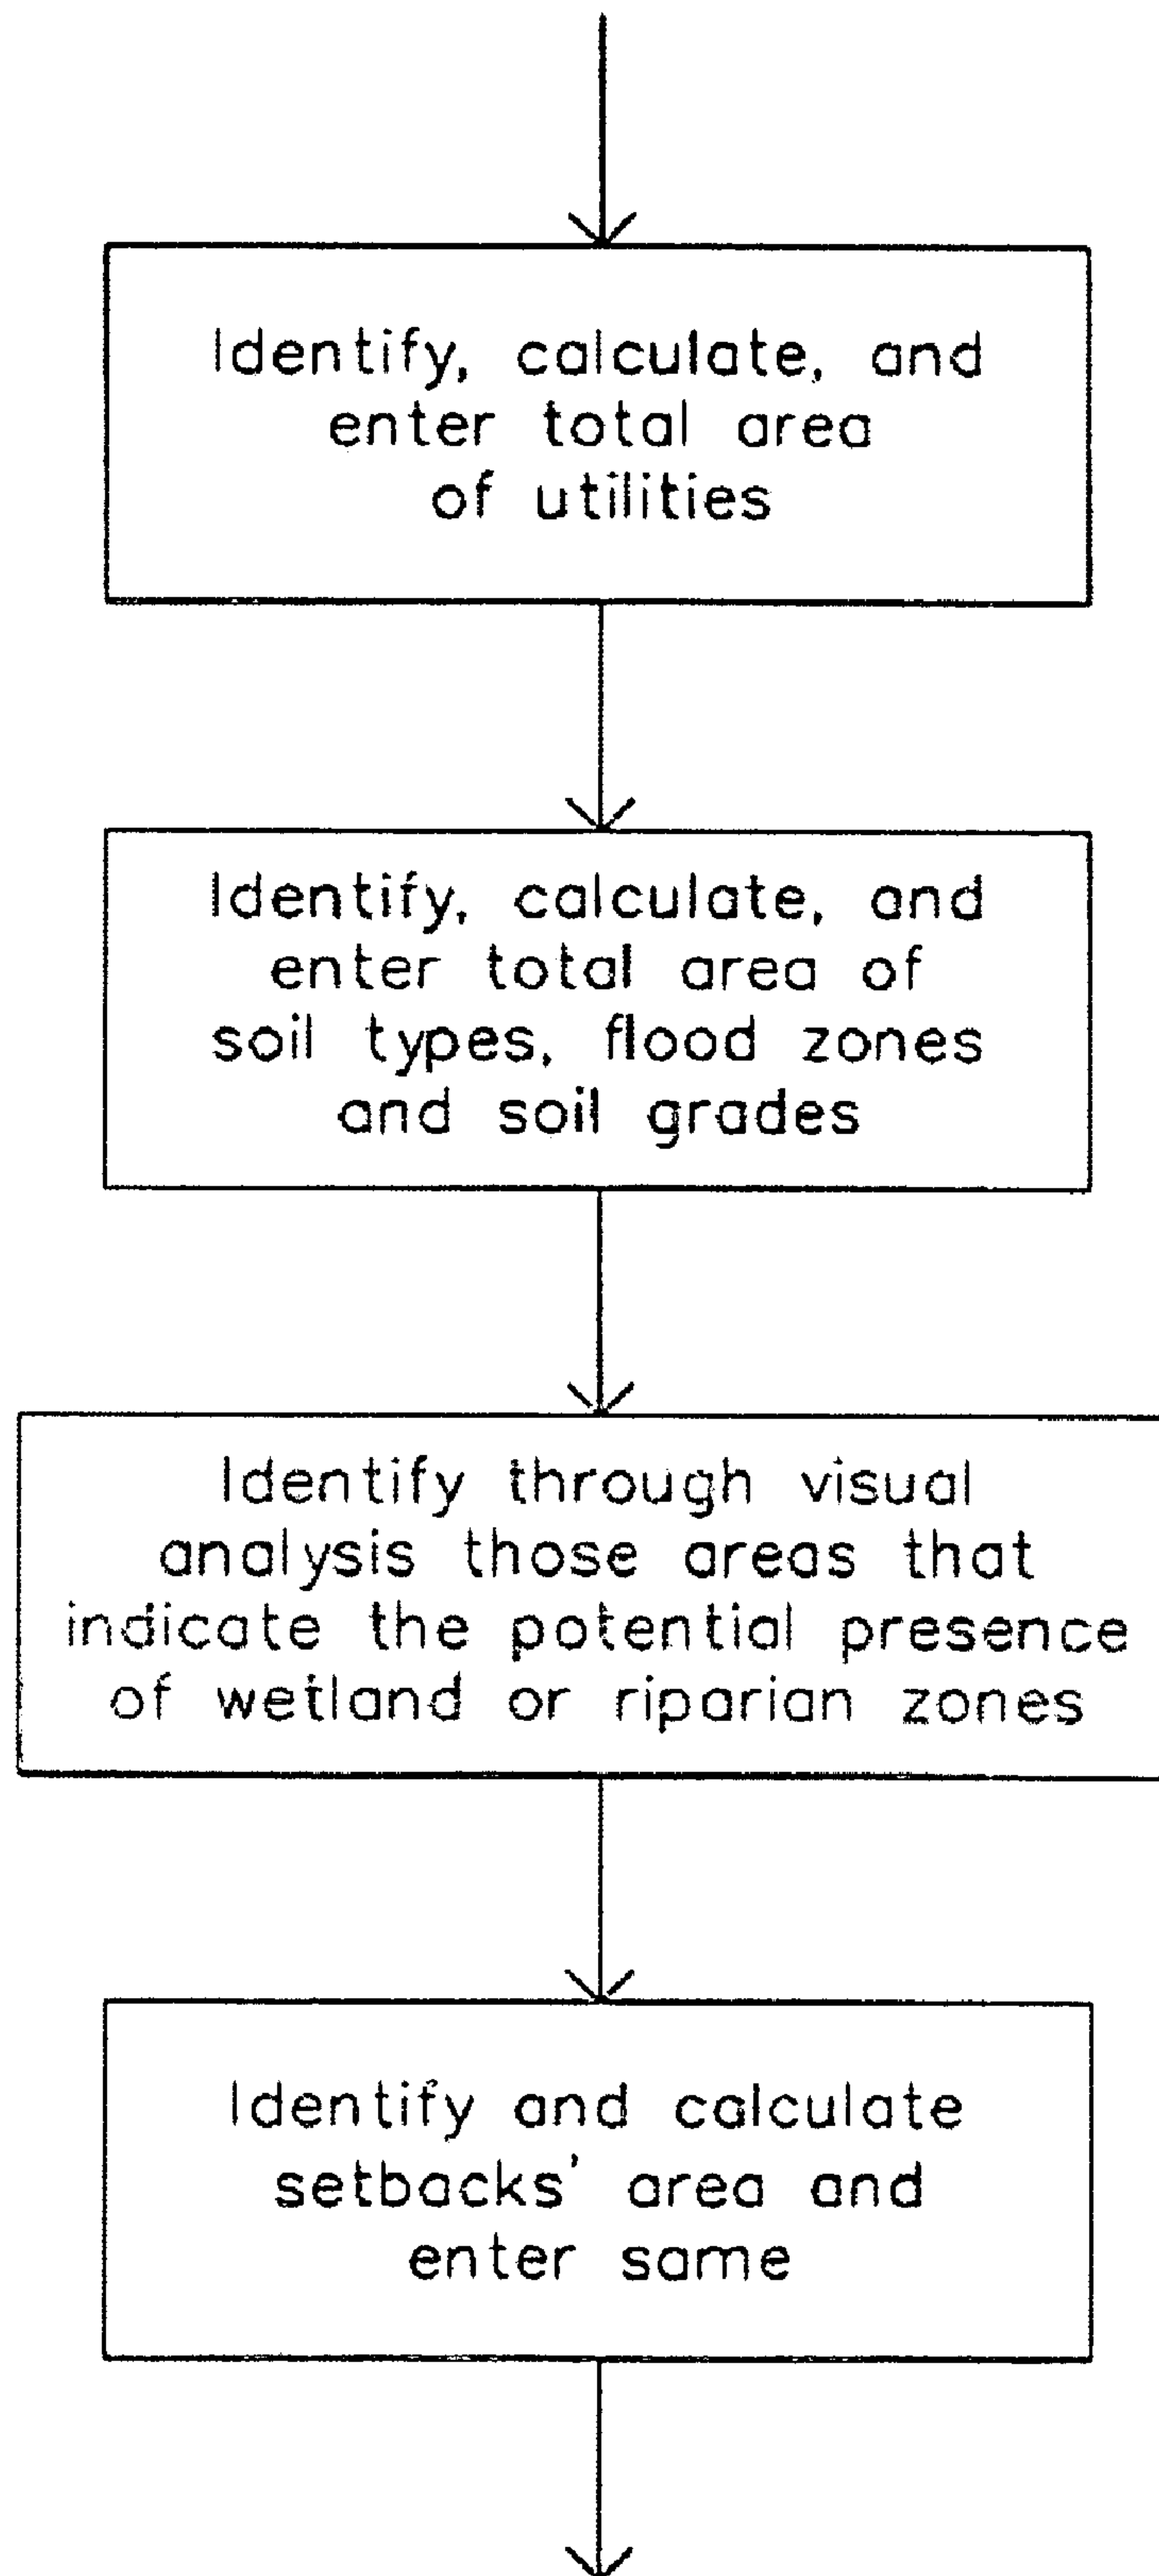 Identify, calculate, and
enter total area
of utilities
Identify, calculate, and
enter total area of
soil types, flood zones
and soil grades
Identify through visual
analysis those areas that
indicate the potential presence
of wetland or riparian zones
Identify and calculate
setbacks' area and
enter same